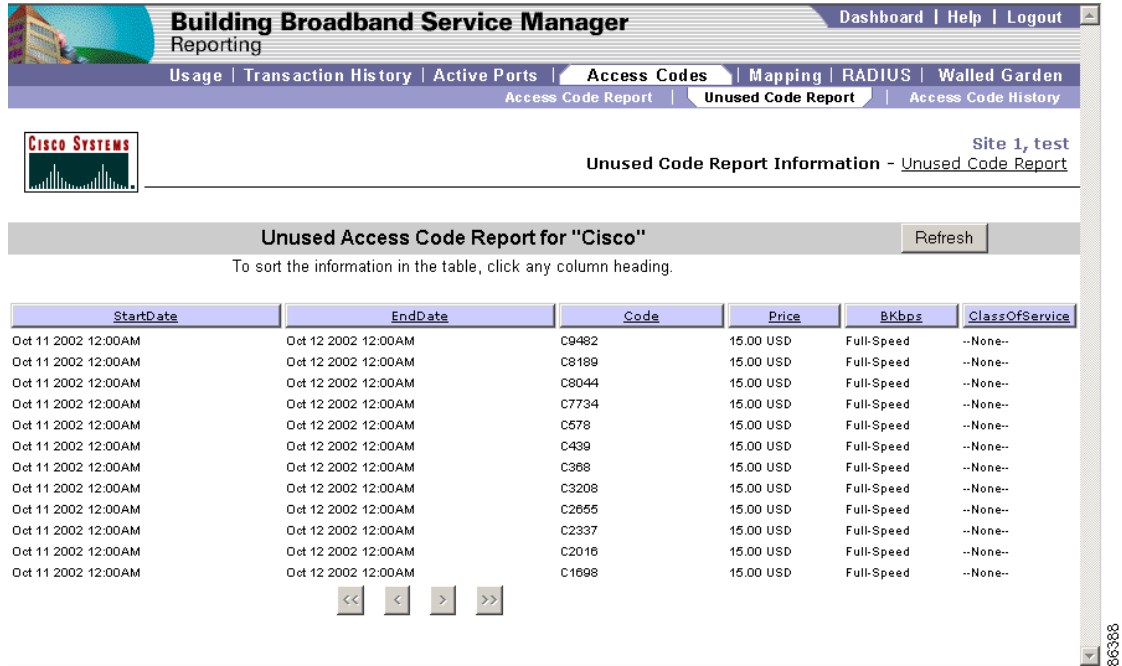 Building Broadband Service Manager
Dashboard | Help | Logout
Reporting
Usage | Transaction History | Active Ports | Access Codes | Mapping | RADIUS | Walled Garden
Access Code Report | Unused Code Report | Access Code History
CISCO SYSTEMS
Site 1, test
Unused Code Report Information - Unused Code Report
Unused Access Code Report for "Cisco"
Refresh
To sort the information in the table, click any column heading.
StartDate EndDate Code Price BKbps ClassOfService
Oct 11 2002 12:00AM Oct 12 2002 12:00AM C9482 15.00 USD Full-Speed --None--
Oct 11 2002 12:00AM Oct 12 2002 12:00AM C8189 15.00 USD Full-Speed --None--
Oct 11 2002 12:00AM Oct 12 2002 12:00AM C8044 15.00 USD Full-Speed --None--
Oct 11 2002 12:00AM Oct 12 2002 12:00AM C7734 15.00 USD Full-Speed --None--
Oct 11 2002 12:00AM Oct 12 2002 12:00AM C578 15.00 USD Full-Speed --None--
Oct 11 2002 12:00AM Oct 12 2002 12:00AM C439 15.00 USD Full-Speed --None--
Oct 11 2002 12:00AM Oct 12 2002 12:00AM C368 15.00 USD Full-Speed --None--
Oct 11 2002 12:00AM Oct 12 2002 12:00AM C3208 15.00 USD Full-Speed --None--
Oct 11 2002 12:00AM Oct 12 2002 12:00AM C2655 15.00 USD Full-Speed --None--
Oct 11 2002 12:00AM Oct 12 2002 12:00AM C2337 15.00 USD Full-Speed --None--
Oct 11 2002 12:00AM Oct 12 2002 12:00AM C2016 15.00 USD Full-Speed --None--
Oct 11 2002 12:00AM Oct 12 2002 12:00AM C1698 15.00 USD Full-Speed --None--
<< < > >>
86388